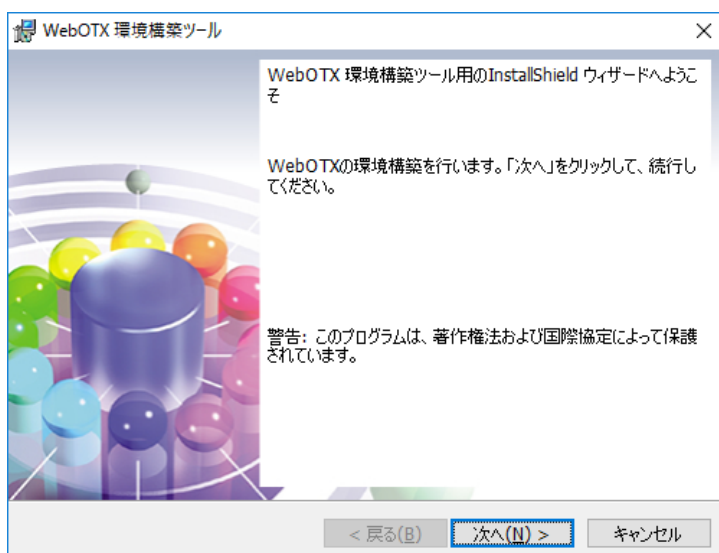 WebOTX 環境構築ツール
WebOTX 環境構築ツール用のInstallShield ウィザードへようこ
そ
WebOTXの環境構築を行います。「次へ」をクリックして、続行し
てください。
警告: このプログラムは、著作権法および国際協定によって保護
されています。
< 戻る(B)
次へ(N) >
キャンセル